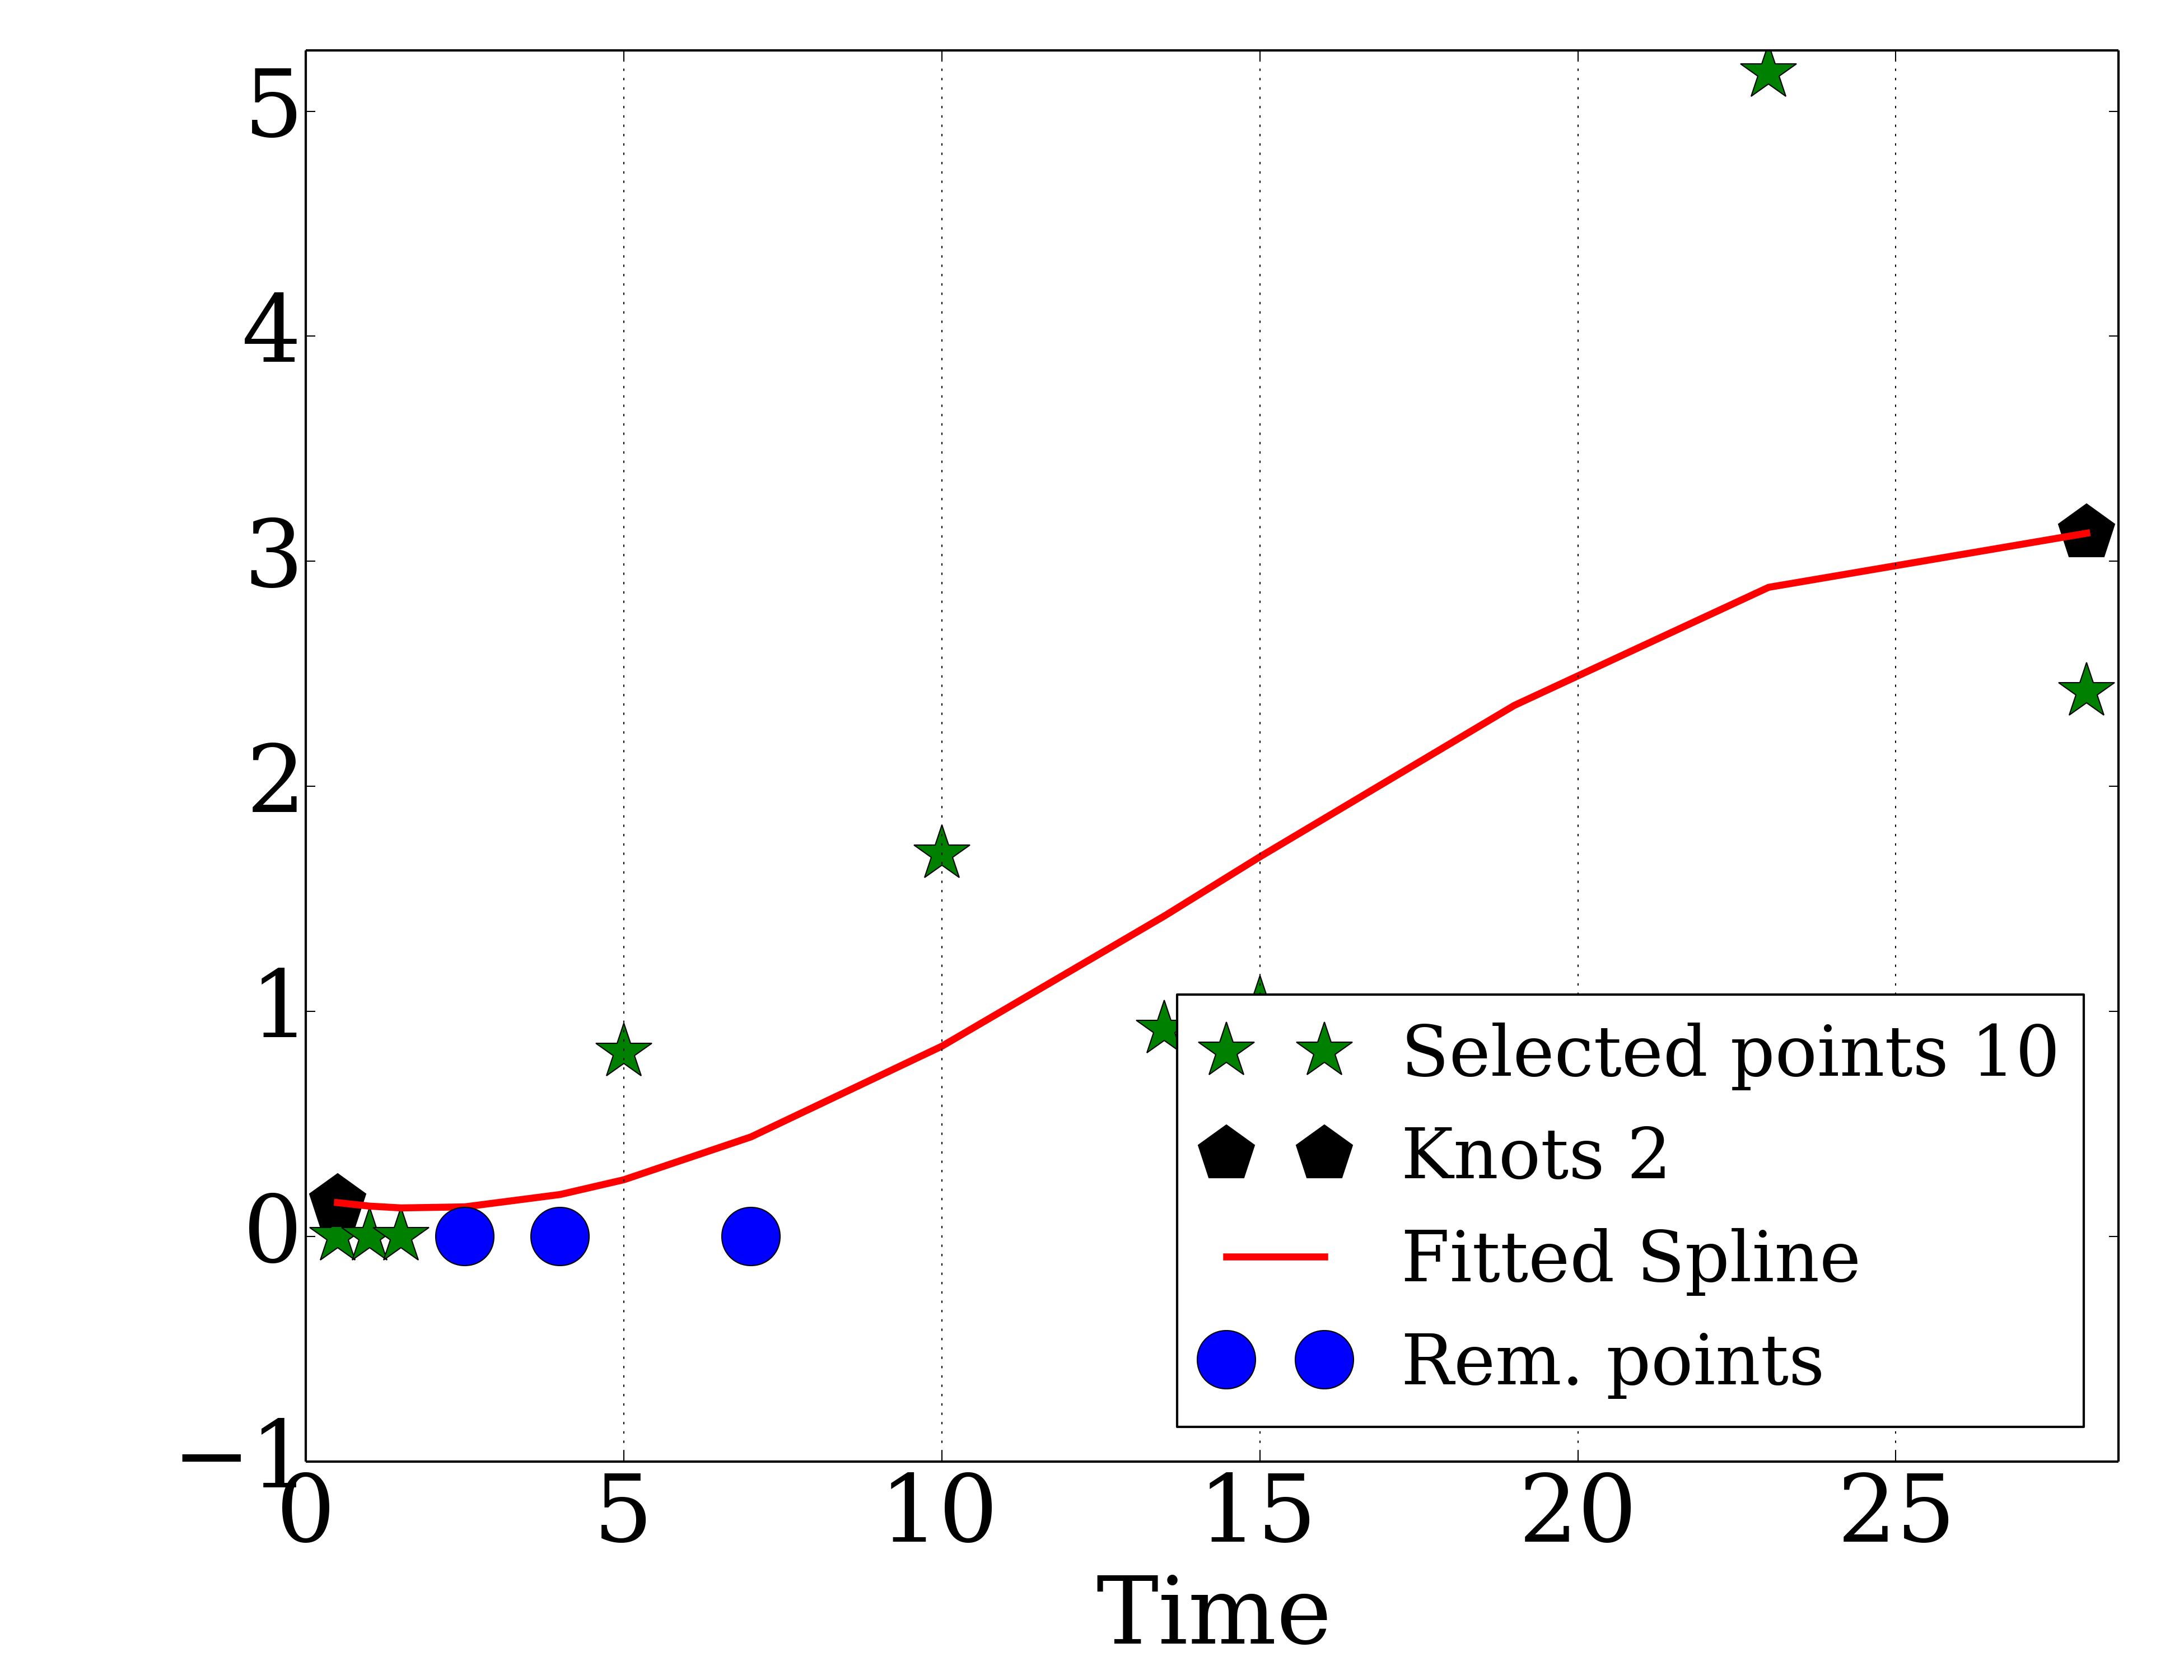 5
4
3
2
1
0
−1
0 5 10 15 20 25
Time
Selected points 10
Knots 2
Fitted Spline
Rem. points